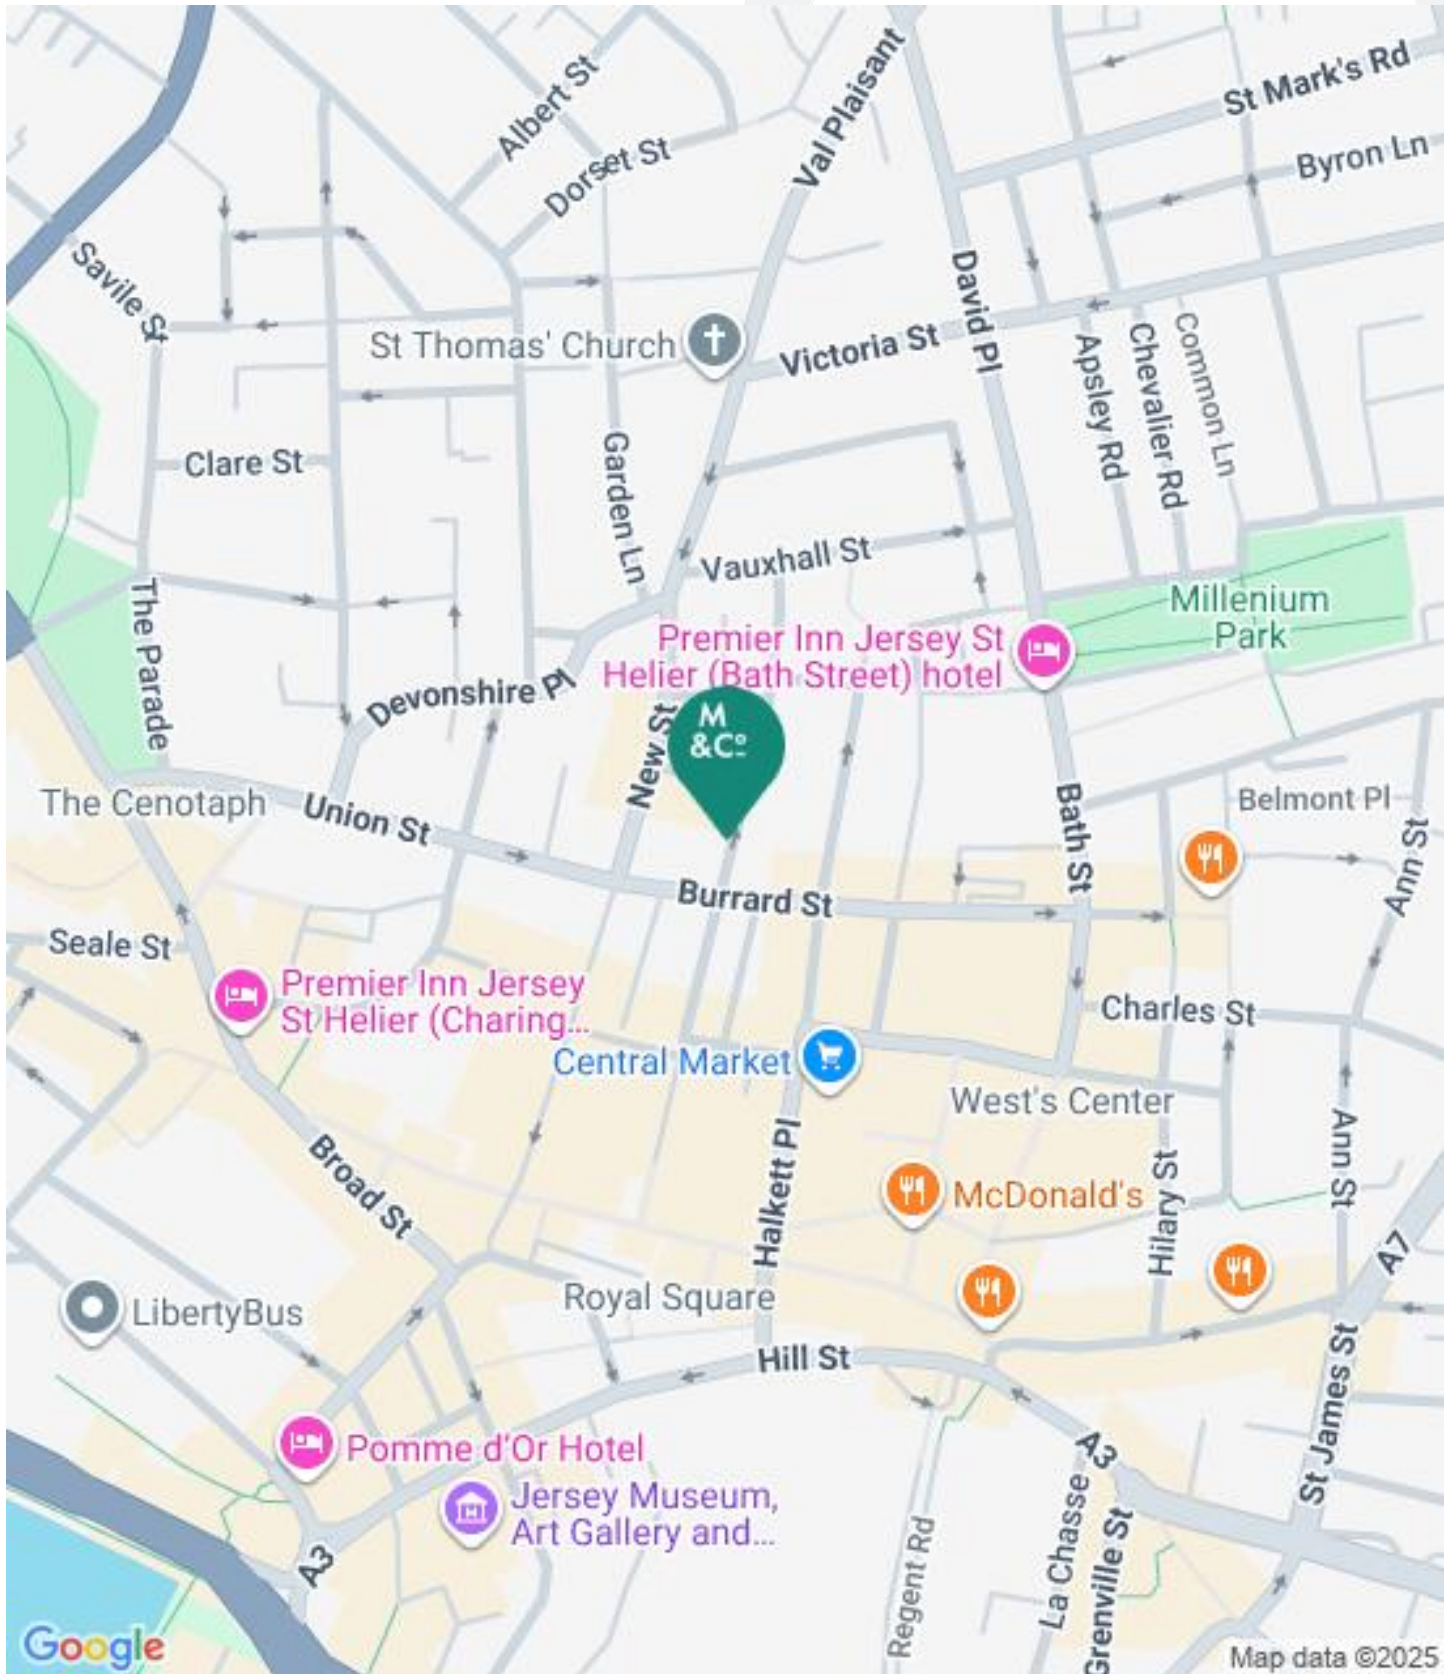 St Mark's Rd
Albert St
Val Plaisant
Byron Ln
Dorset St
Savile St
David Pl
St Thomas' Church
Victoria St
Apsley Rd
Chevalier Rd
Common Ln
Clare St
Garden Ln
Vauxhall St
The Parade
Millenium
Park
Premier Inn Jersey St
Helier (Bath Street) hotel
Devonshire Pl
New St
M
&Co
The Cenotaph
Union St
Bath St
Belmont Pl
Ann St
Burrard St
Seale St
Premier Inn Jersey
St Helier (Charing...
Charles St
Central Market
West's Center
Broad St
Halkett Pl
McDonald's
Hilary St
Ann St
A7
LibertyBus
Royal Square
Hill St
St James St
Pomme d'Or Hotel
A3
Jersey Museum,
Art Gallery and...
A3
Regent Rd
La Chasse
Grenville St
Google
Map data ©2025